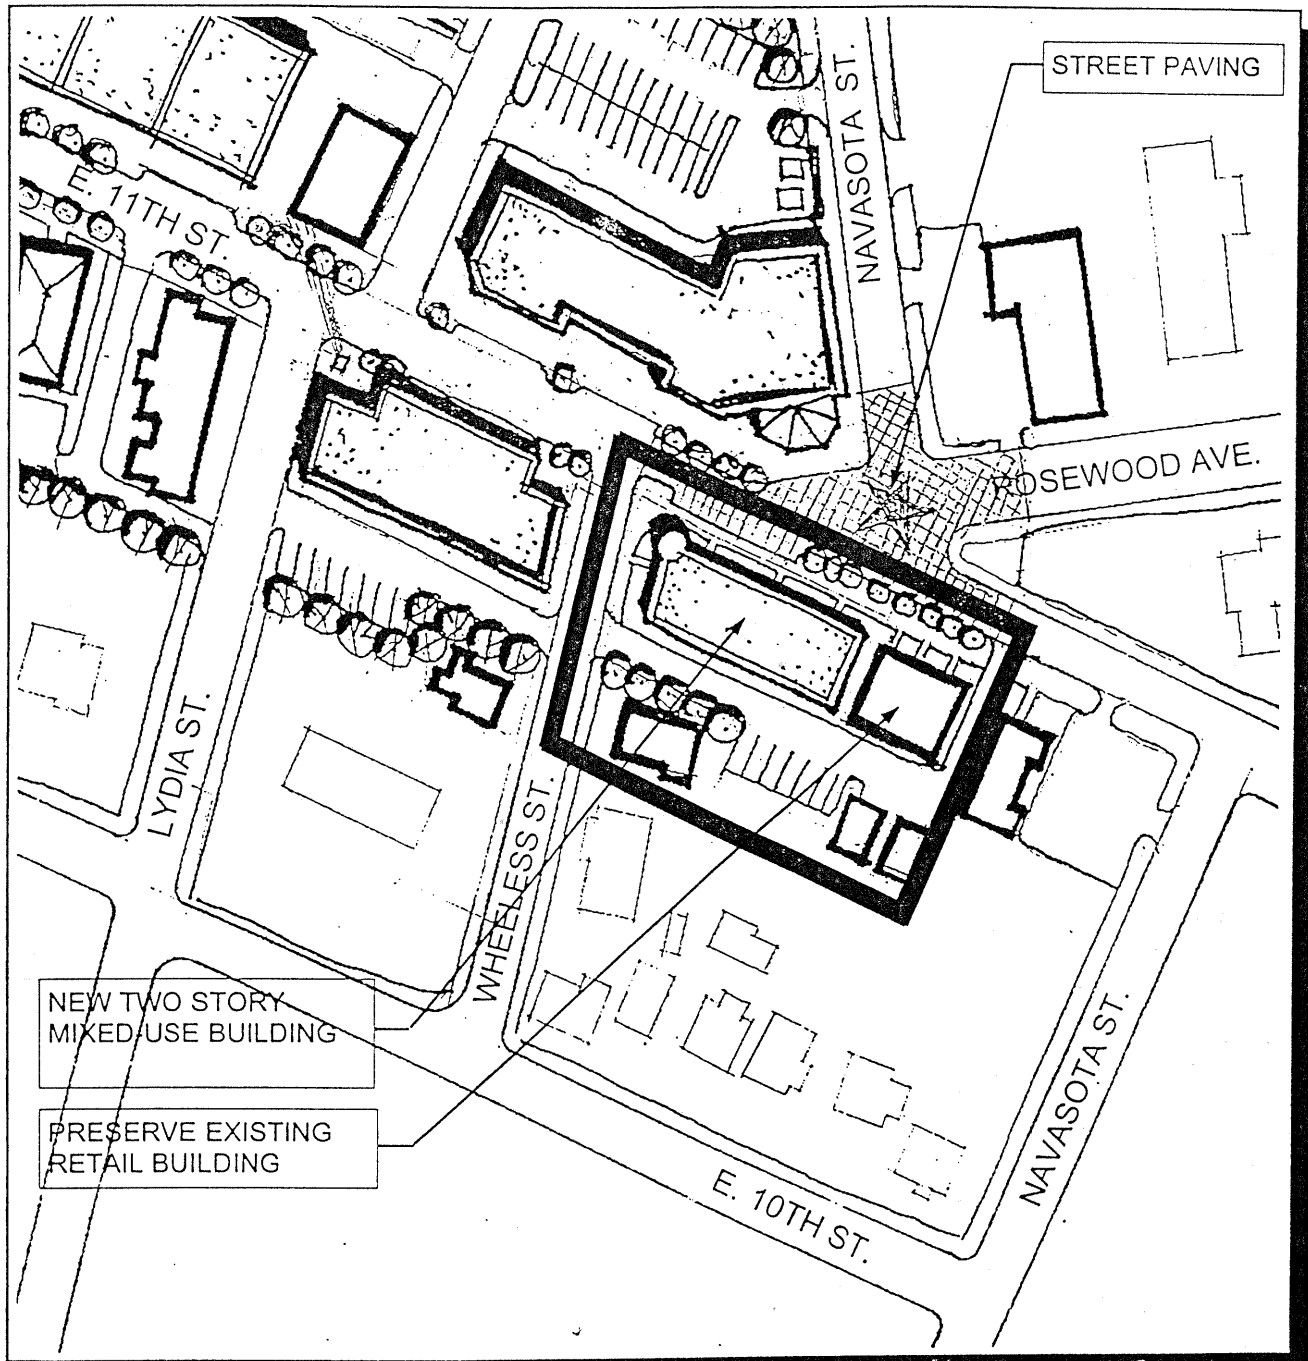 STREET PAVING
NAVASOTA ST.
E. 11TH ST.
ROSEWOOD AVE.
LYDIA ST.
WHEELESS ST.
NEW TWO STORY
MIXED-USE BUILDING
PRESERVE EXISTING
RETAIL BUILDING
NAVASOTA ST.
E. 10TH ST.